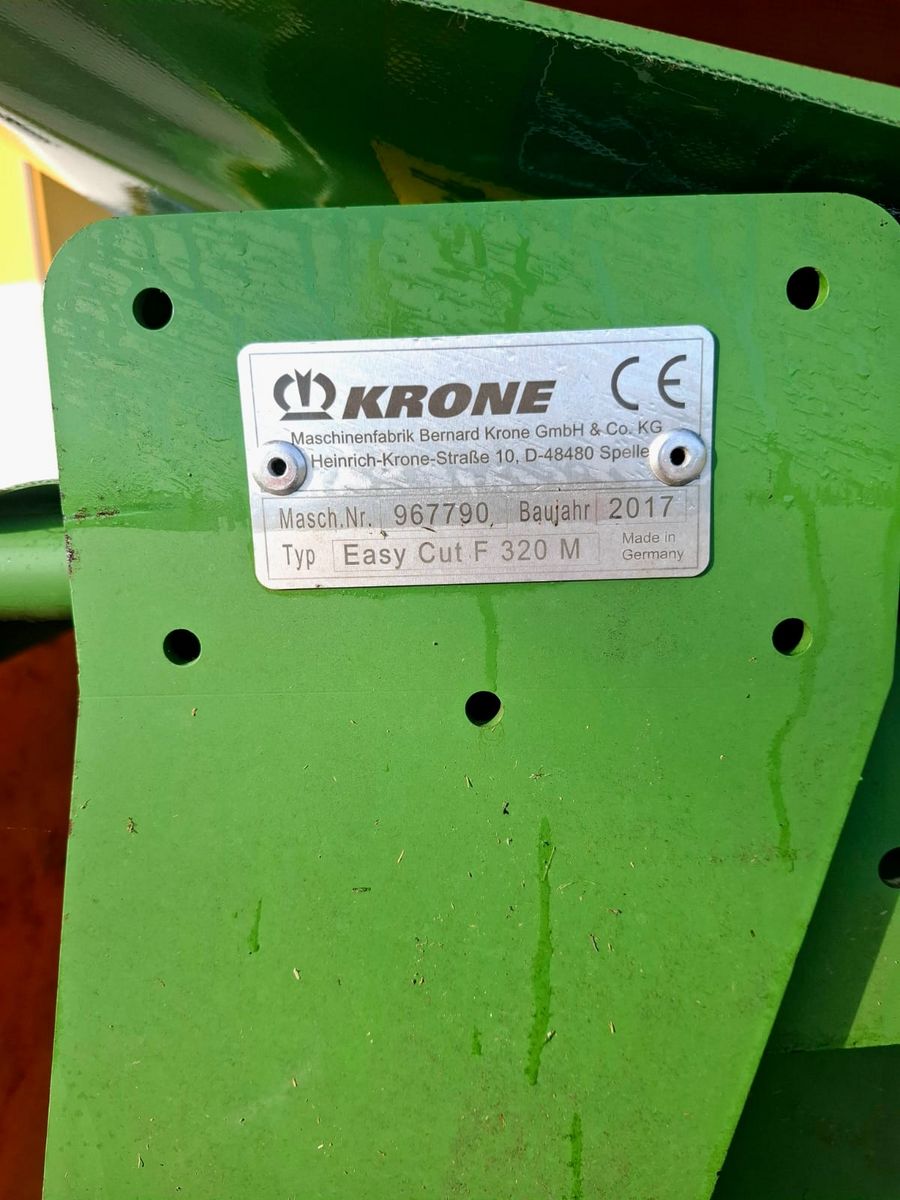 KRONE CE
Maschinenfabrik Bernard Krone GmbH & Co. KG
Heinrich-Krone-Straße 10, D-48480 Spelle
Masch.Nr. 967790 Baujahr 2017
Typ Easy Cut F 320 M Made in
Germany